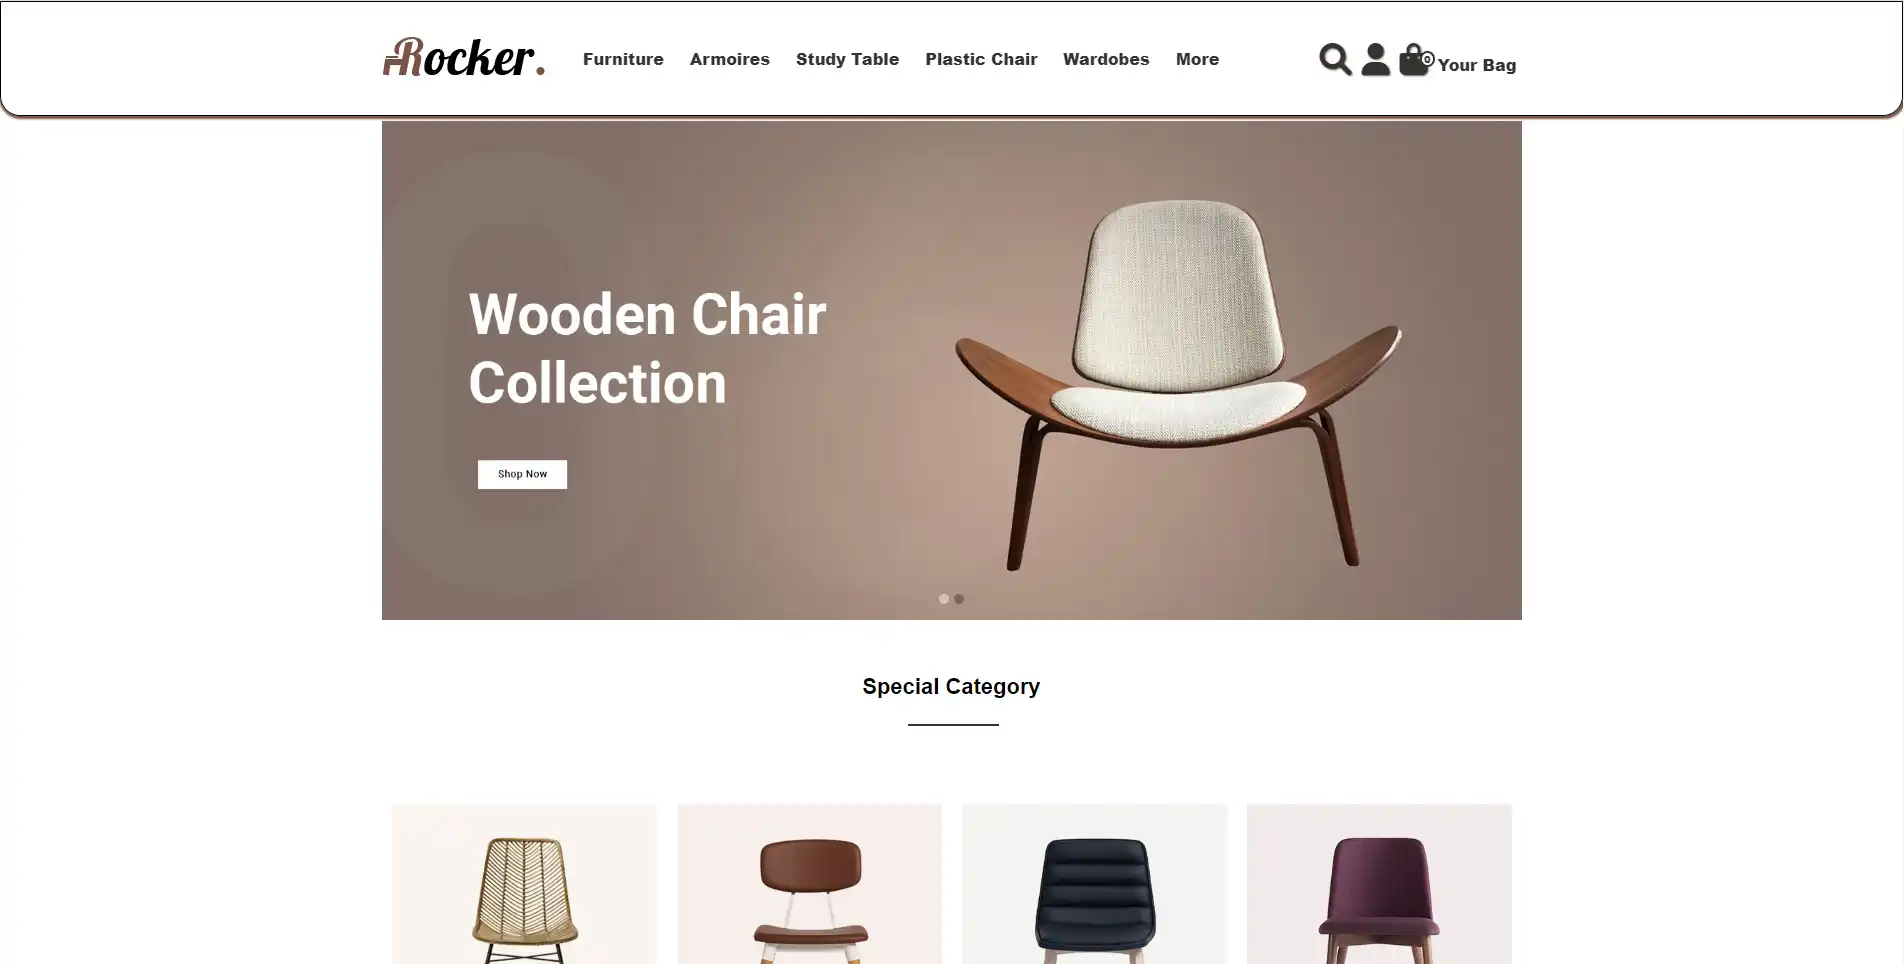 Rocker.
Furniture Armoires Study Table Plastic Chair Wardobes More
0 Your Bag
Wooden Chair
Collection
Shop Now
Special Category